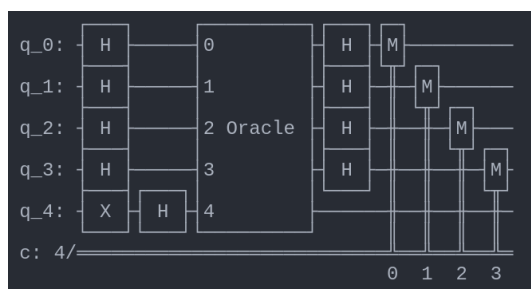 q_0: H 0 H M
q_1: H 1 H M
q_2: H 2 Oracle H M
q_3: H 3 H M
q_4: X H 4
c: 4/
0 1 2 3